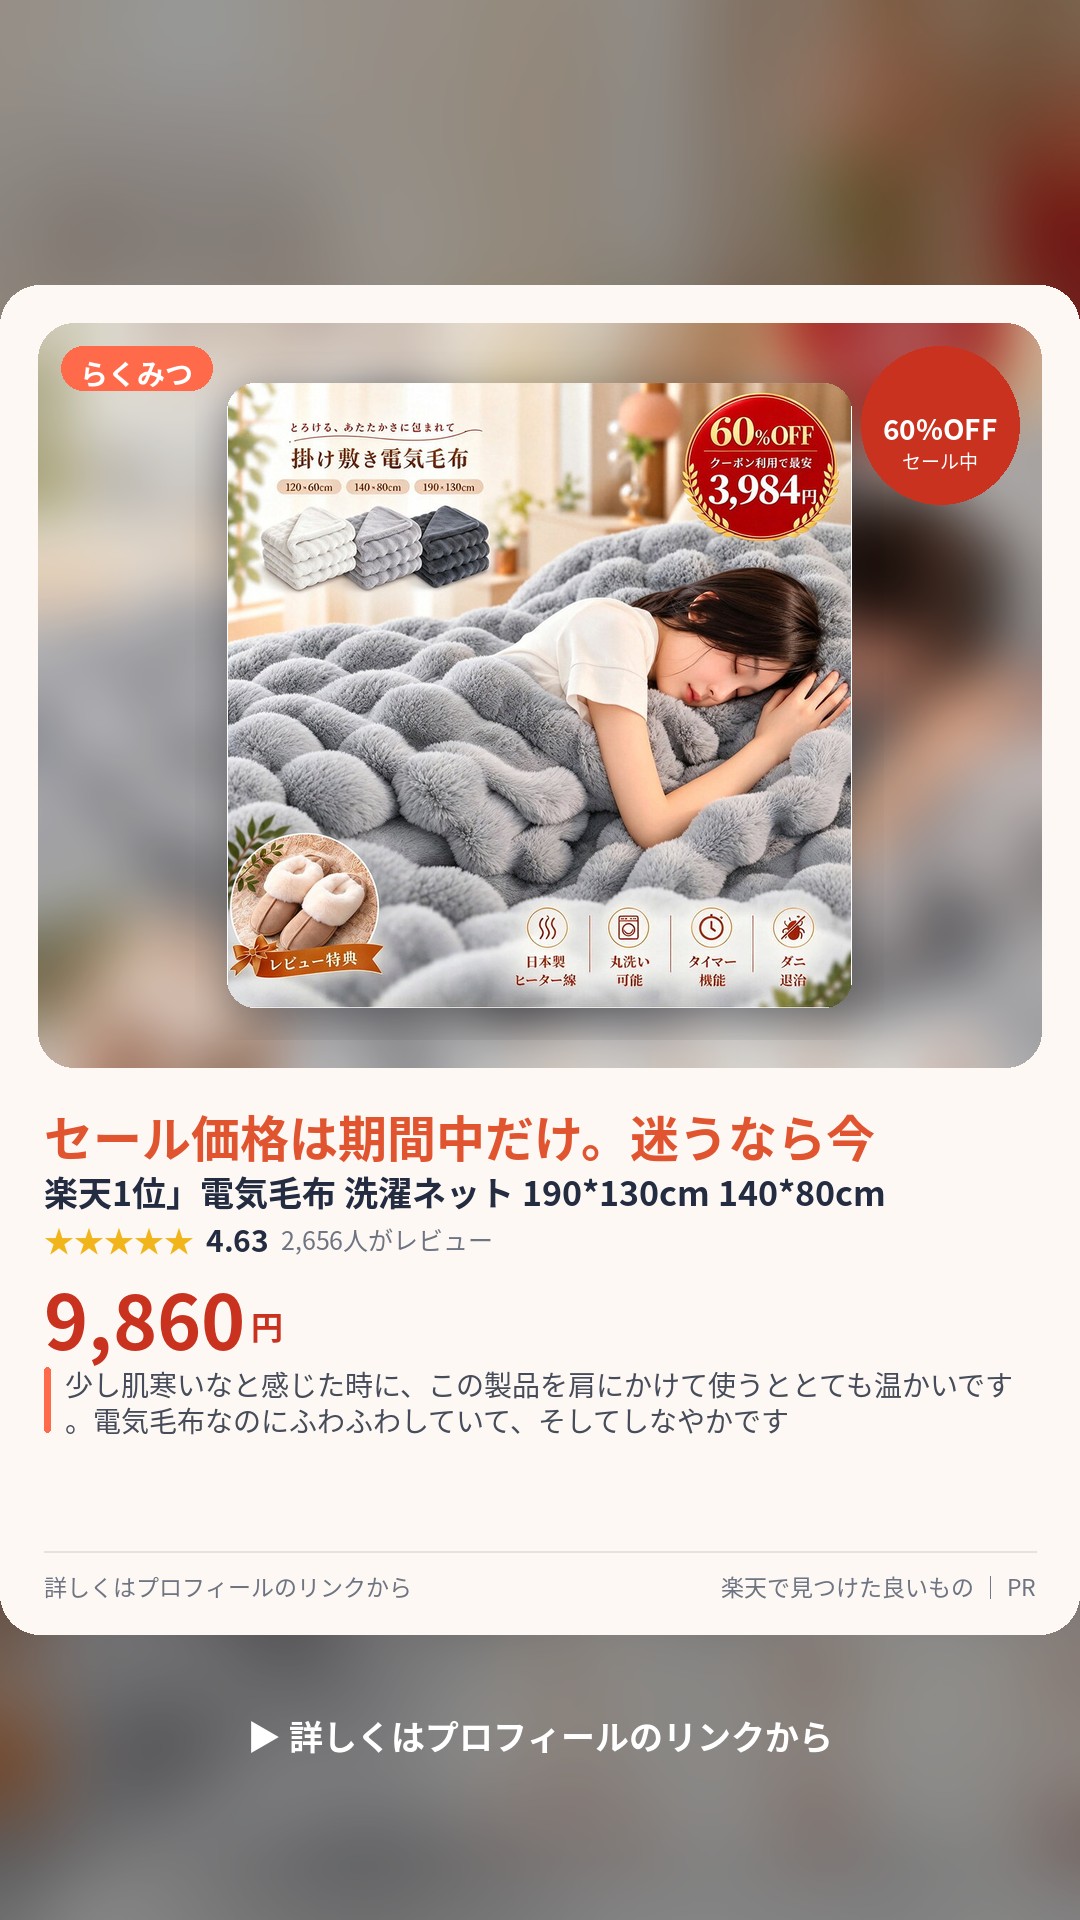 らくみつ
60%OFF
セール中
とろける、あたたかさに包まれて
掛け敷き電気毛布
120×60cm 140×80cm 190×130cm
60%OFF
クーポン利用で最安
3,984円
レビュー特典
日本製
ヒーター線
丸洗い
可能
タイマー
機能
ダニ
退治
セール価格は期間中だけ。迷うなら今
楽天1位」電気毛布 洗濯ネット 190*130cm 140*80cm
★★★★★ 4.63 2,656人がレビュー
9,860円
少し肌寒いなと感じた時に、この製品を肩にかけて使うととても温かいです
。電気毛布なのにふわふわしていて、そしてしなやかです
詳しくはプロフィールのリンクから
楽天で見つけた良いもの｜PR
▶ 詳しくはプロフィールのリンクから